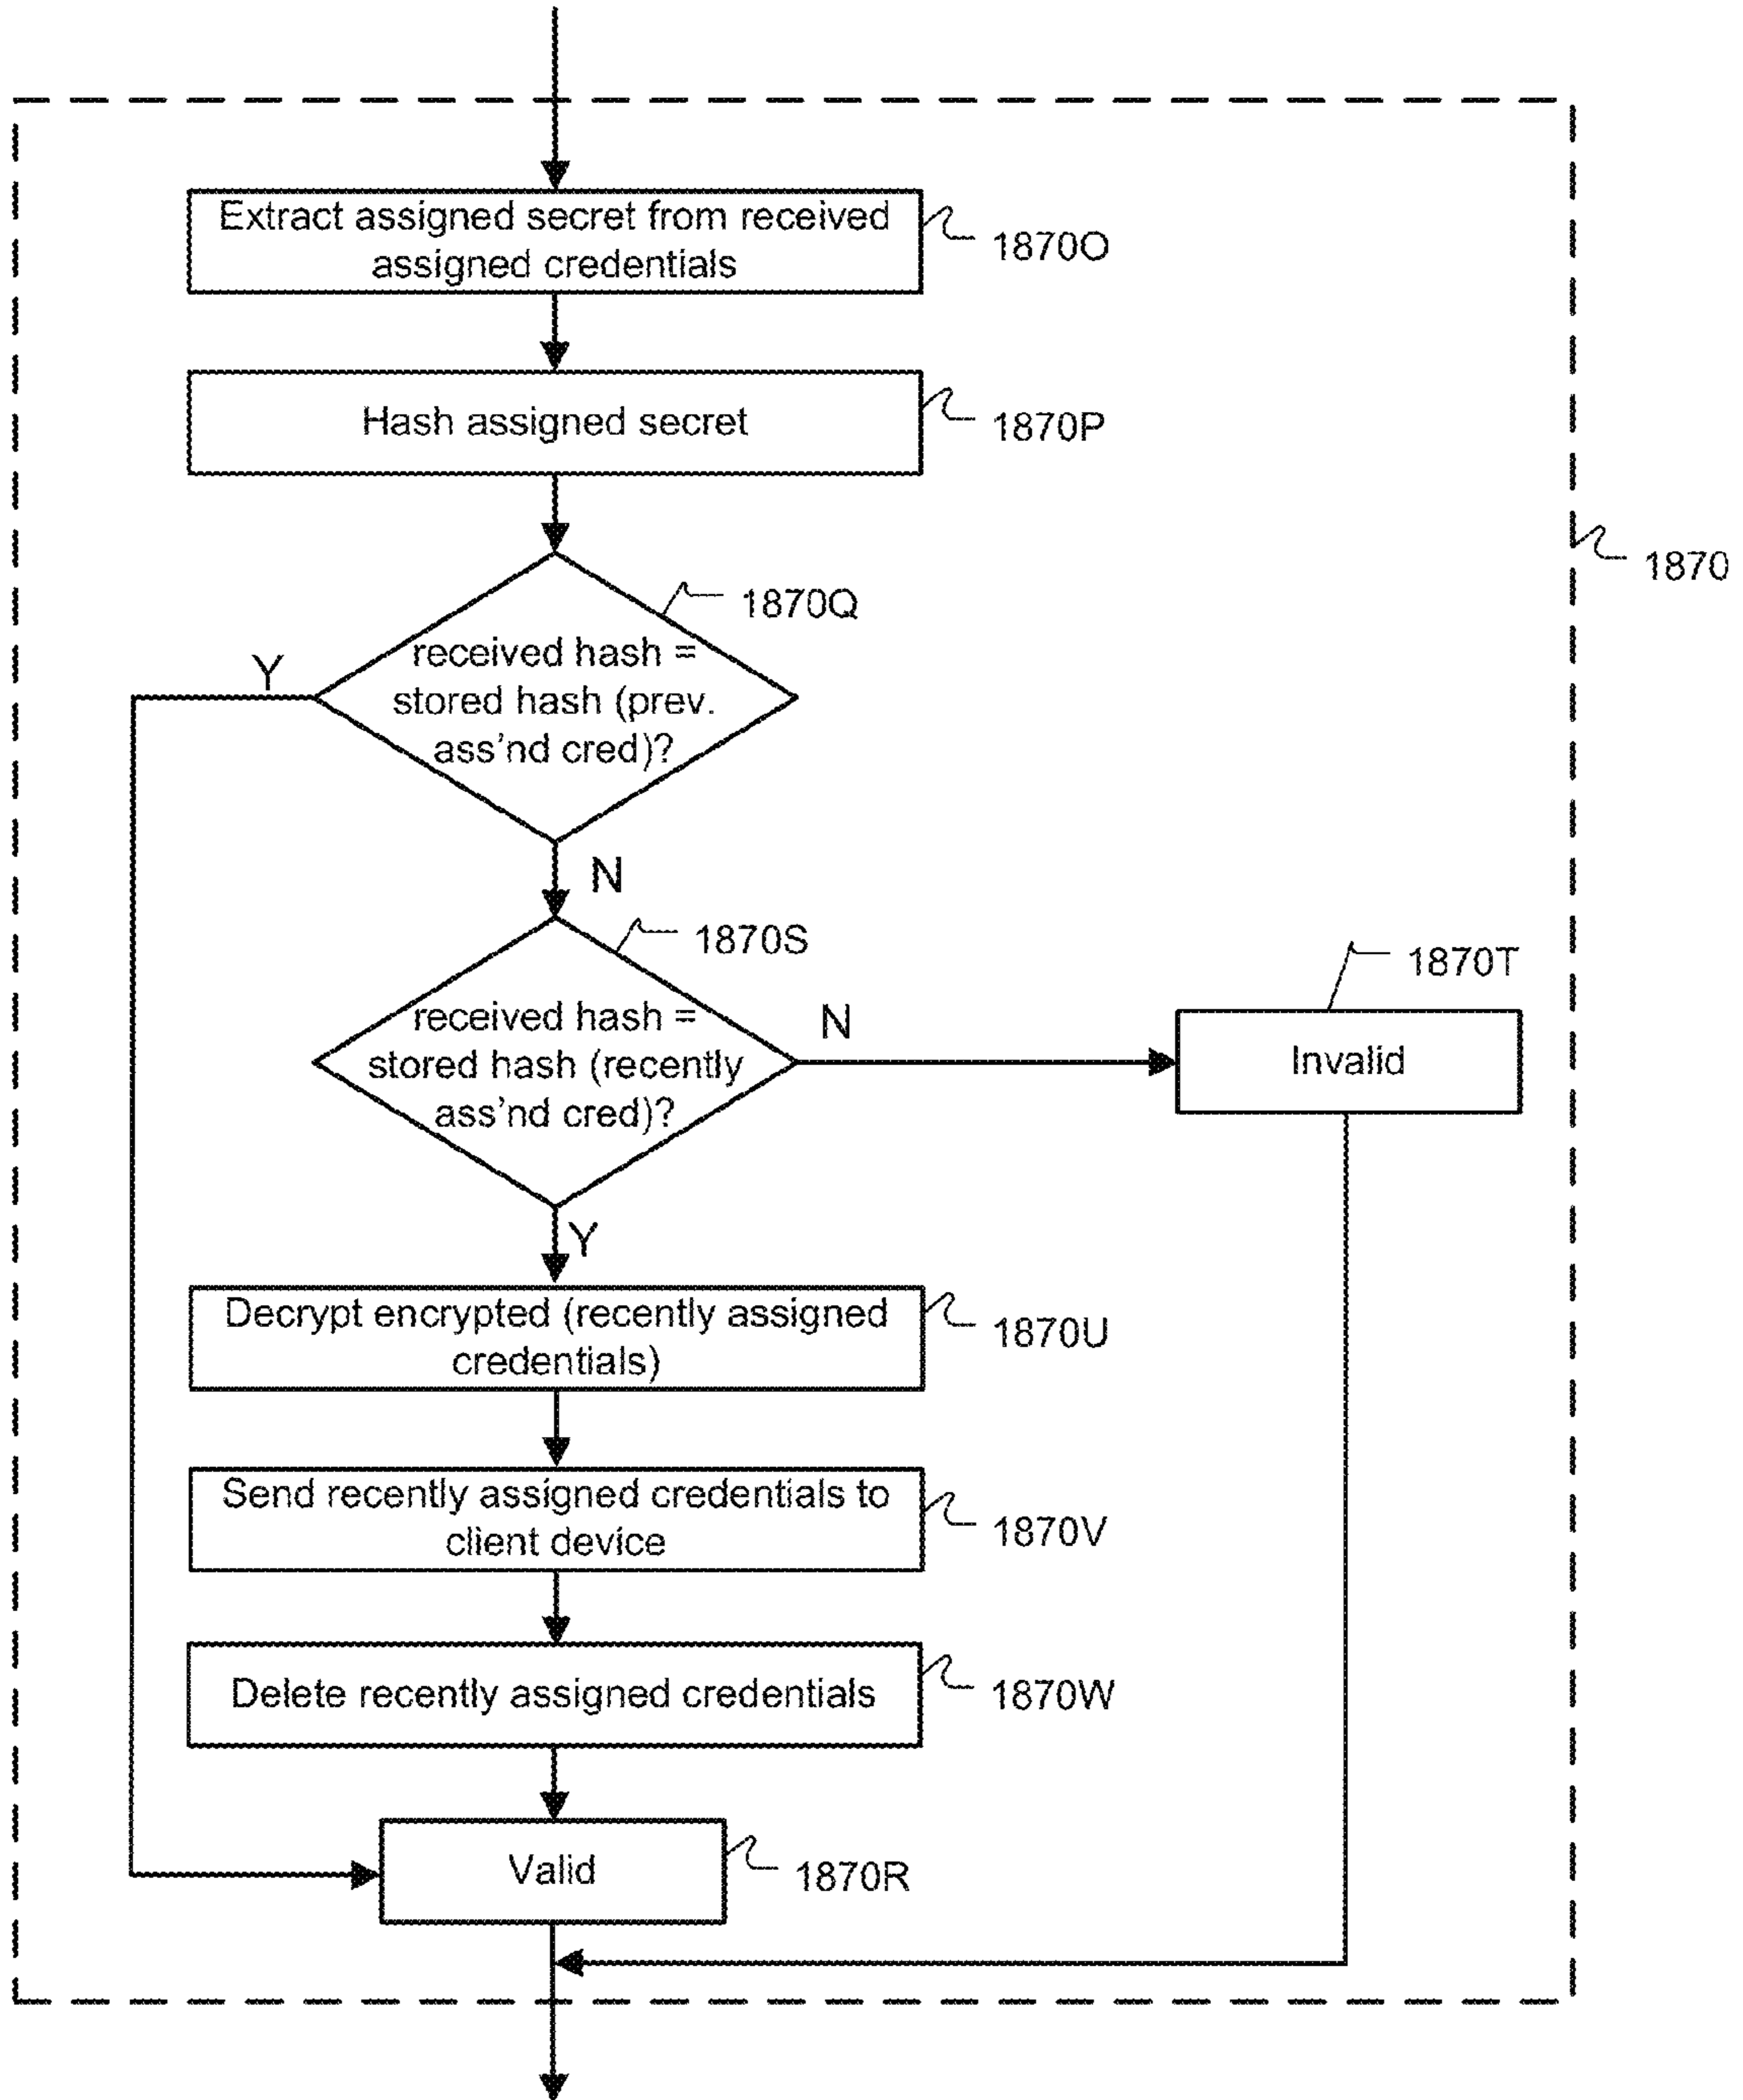 Extract assigned secret from received
assigned credentials
1870O
Hash assigned secret
1870P
1870Q
received hash =
stored hash (prev.
ass'nd cred)?
Y
1870
N
1870S
received hash =
stored hash (recently
ass'nd cred)?
N
1870T
Invalid
Y
Decrypt encrypted (recently assigned
credentials)
1870U
Send recently assigned credentials to
client device
1870V
Delete recently assigned credentials
1870W
Valid
1870R